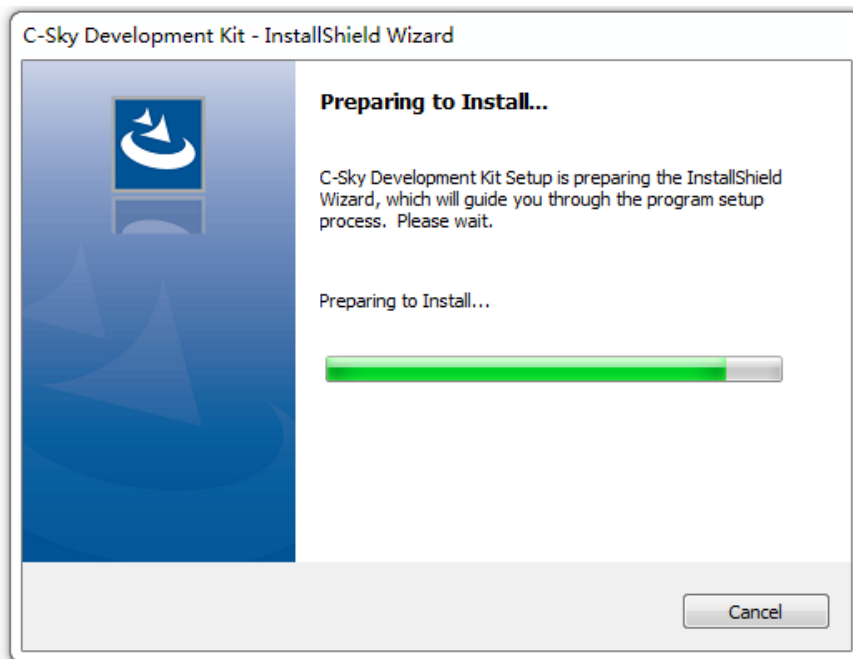 C-Sky Development Kit - InstallShield Wizard
Preparing to Install...
C-Sky Development Kit Setup is preparing the InstallShield
Wizard, which will guide you through the program setup
process.  Please wait.
Preparing to Install...
Cancel